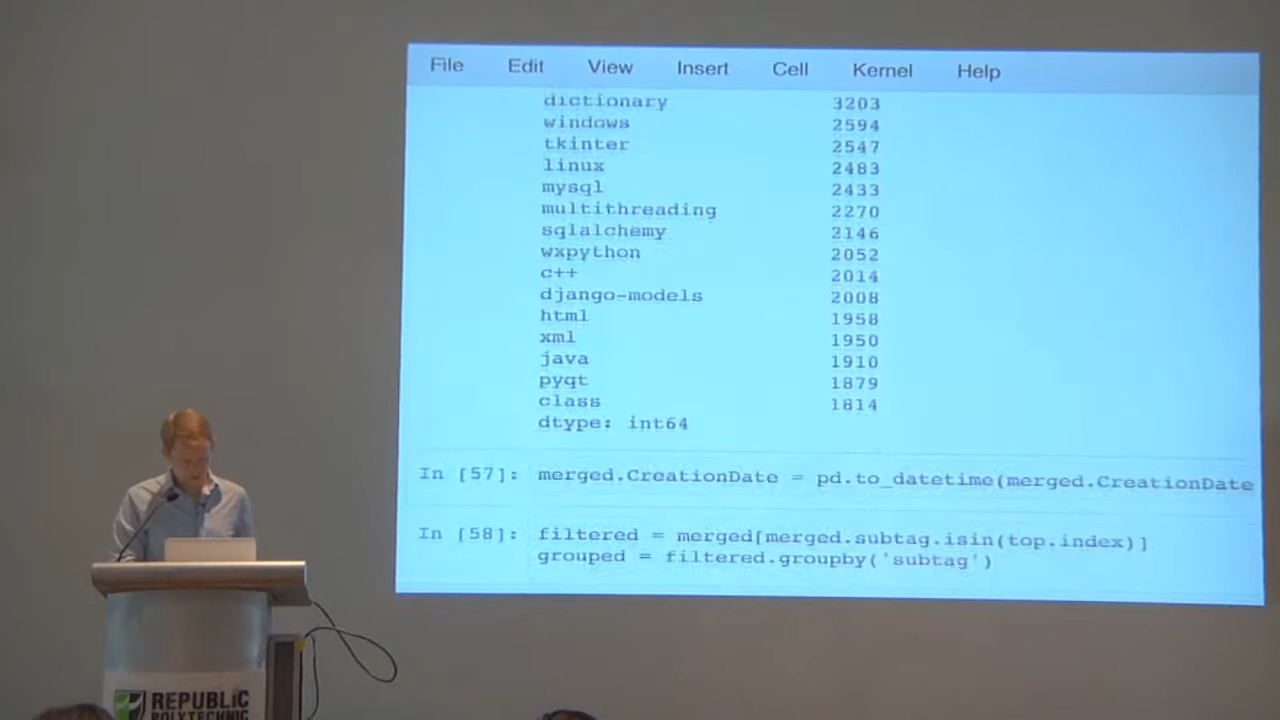 File Edit View Insert Cell Kernel Help
dictionary 3203
windows 2594
tkinter 2547
linux 2483
mysql 2433
multithreading 2270
sqlalchemy 2146
wxpython 2052
c++ 2014
django-models 2008
html 1958
xml 1950
java 1910
pyqt 1879
class 1814
dtype: int64
In [57]: merged.CreationDate = pd.to_datetime(merged.CreationDate
In [58]: filtered = merged[merged.subtag.isin(top.index)]
grouped = filtered.groupby('subtag')
REPUBLIC
POLYTECHNIC